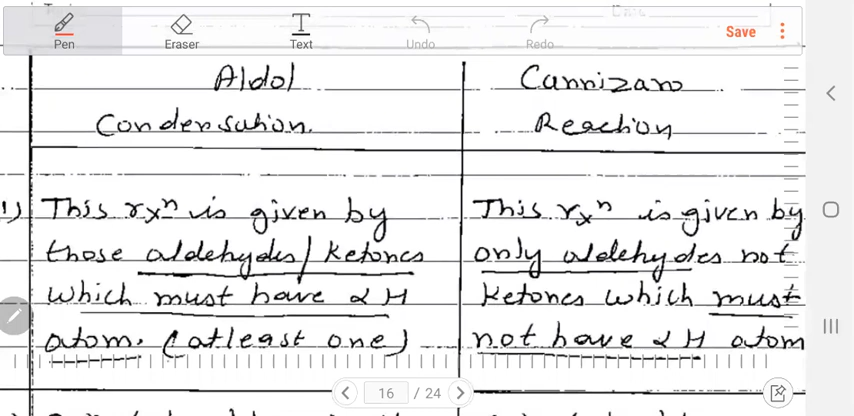 Pen
Eraser
Text
Undo
Redo
Save
Aldol
Condensation.
Cannizaro
Reaction
1) This rxⁿ is given by
those aldehydes/ketones
which must have α H
atom. (atleast one)
This rxⁿ is given by
only aldehydes not
ketones which must
not have α H atom
16 / 24